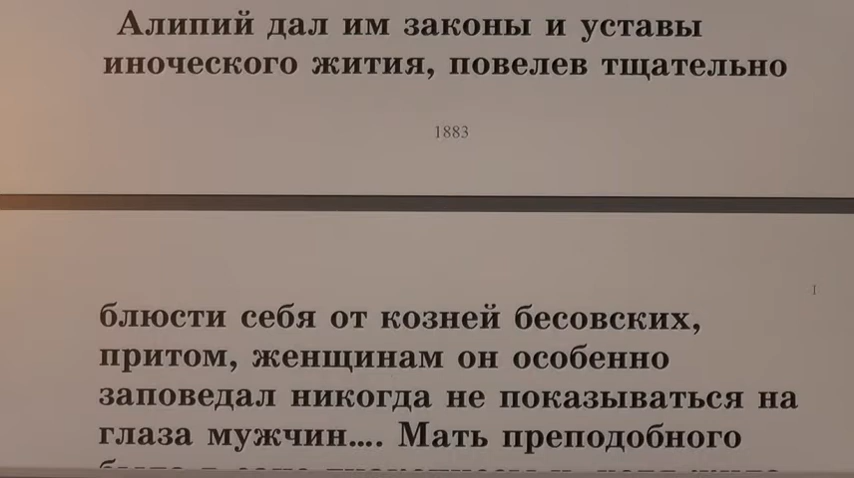 Алипий дал им законы и уставы
иноческого жития, повелев тщательно
1883
I
блюсти себя от козней бесовских,
притом, женщинам он особенно
заповедал никогда не показываться на
глаза мужчин.... Мать преподобного